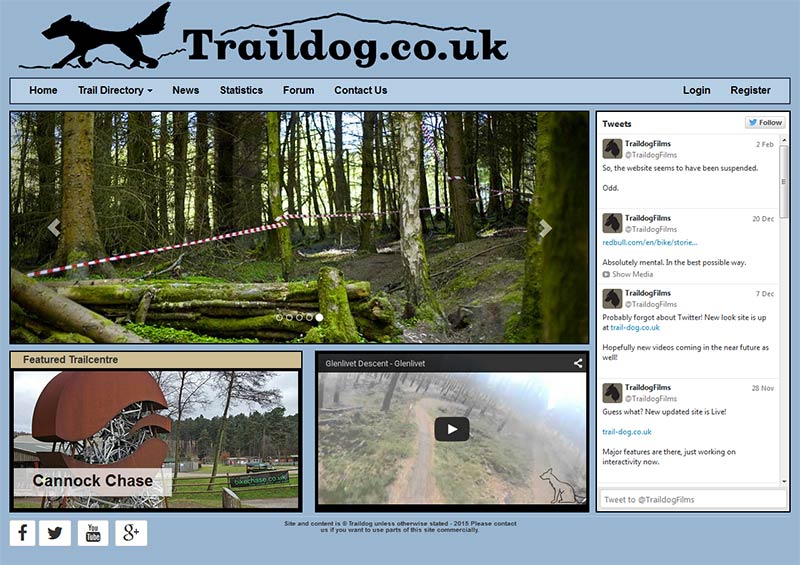 Traildog.co.uk
Home Trail Directory News Statistics Forum Contact Us Login Register
Tweets Follow
TraildogFilms 2 Feb
@TraildogFilms
So, the website seems to have been suspended.
Odd.
TraildogFilms 20 Dec
@TraildogFilms
redbull.com/en/bike/storie...
Absolutely mental. In the best possible way.
Show Media
TraildogFilms 7 Dec
@TraildogFilms
Probably forgot about Twitter! New look site is up
at trail-dog.co.uk
Hopefully new videos coming in the near future as
well!
TraildogFilms 28 Nov
@TraildogFilms
Guess what? New updated site is Live!
trail-dog.co.uk
Major features are there, just working on
interactivity now.
Tweet to @TraildogFilms
Featured Trailcentre
Cannock Chase
bikechase.co.uk
Glenlivet Descent - Glenlivet
You
Tube
g+
Site and content is © Traildog unless otherwise stated - 2015 Please contact
us if you want to use parts of this site commercially.